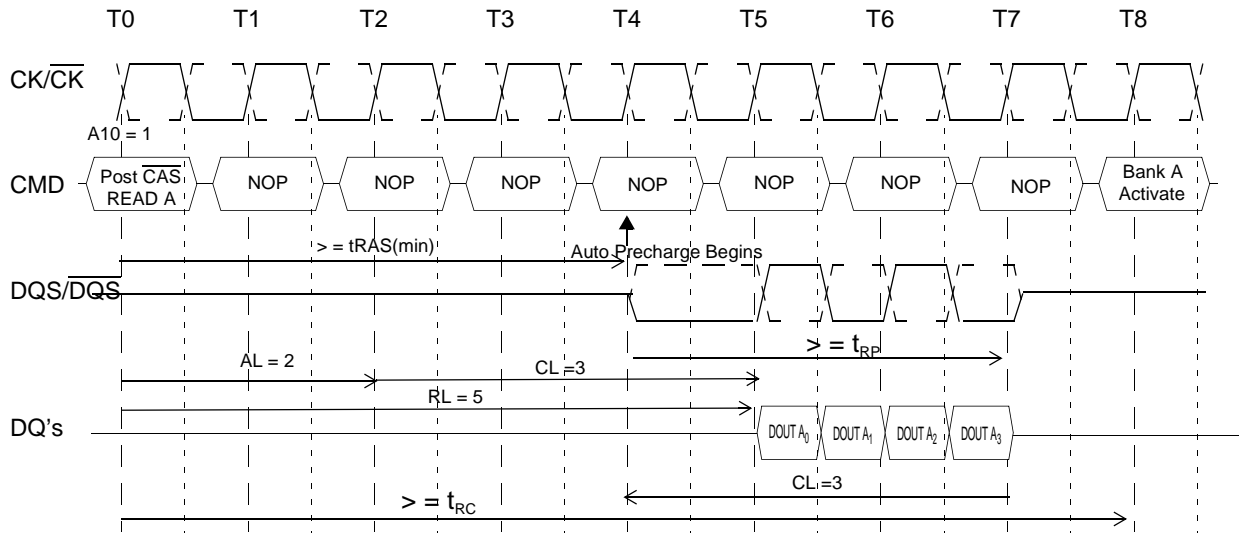 T0 T1 T2 T3 T4 T5 T6 T7 T8
CK/CK
A10 = 1
CMD
Post CAS
READ A
NOP NOP NOP NOP NOP NOP NOP
Bank A
Activate
> = tRAS(min)
Auto Precharge Begins
DQS/DQS
> = tRP
AL = 2
CL =3
RL = 5
DQ's
DOUT A0 DOUT A1 DOUT A2 DOUT A3
CL =3
> = tRC